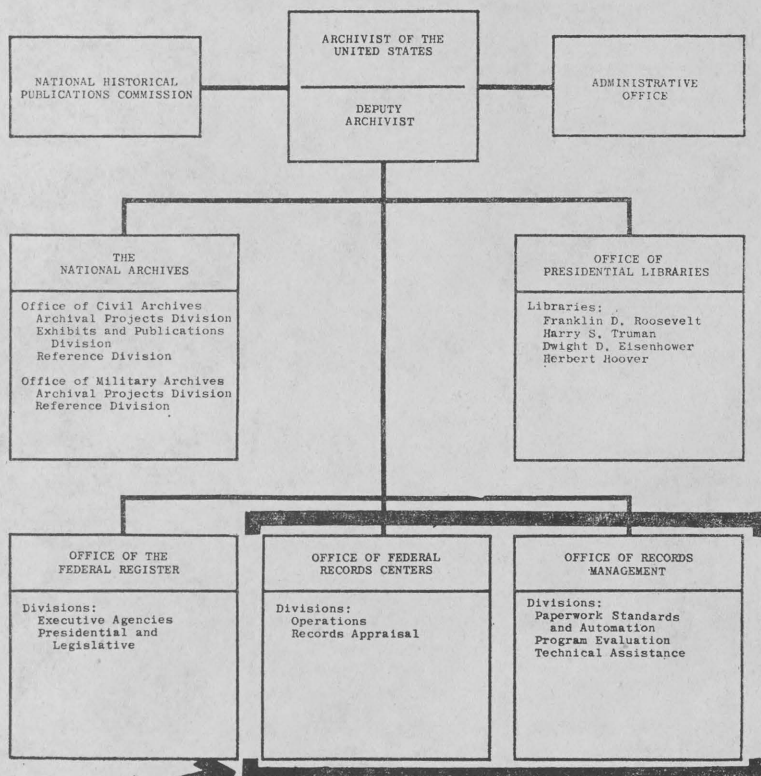 ARCHIVIST OF THE
UNITED STATES
DEPUTY
ARCHIVIST
NATIONAL HISTORICAL
PUBLICATIONS COMMISSION
ADMINISTRATIVE
OFFICE
THE
NATIONAL ARCHIVES
Office of Civil Archives
Archival Projects Division
Exhibits and Publications
Division
Reference Division
Office of Military Archives
Archival Projects Division
Reference Division
OFFICE OF
PRESIDENTIAL LIBRARIES
Libraries:
Franklin D. Roosevelt
Harry S. Truman
Dwight D. Eisenhower
Herbert Hoover
OFFICE OF THE
FEDERAL REGISTER
Divisions:
Executive Agencies
Presidential and
Legislative
OFFICE OF FEDERAL
RECORDS CENTERS
Divisions:
Operations
Records Appraisal
OFFICE OF RECORDS
MANAGEMENT
Divisions:
Paperwork Standards
and Automation
Program Evaluation
Technical Assistance